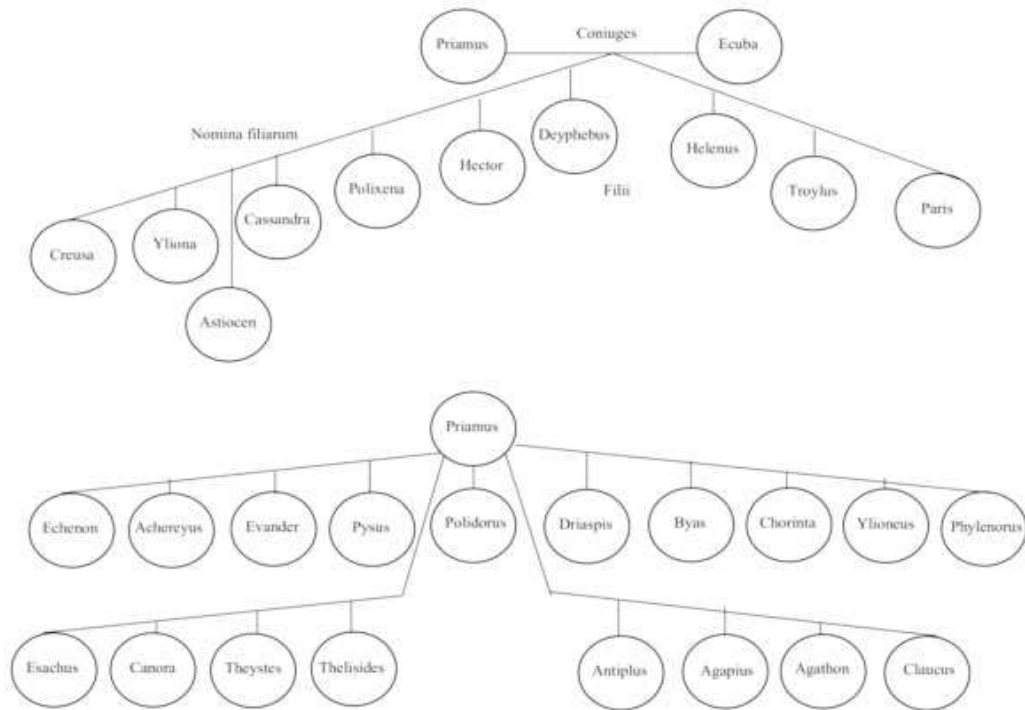 Priamus
Coniuges
Ecuba
Nomina filiarum
Creusa
Yliona
Astiocen
Cassandra
Polixena
Hector
Deyphebus
Filii
Helenus
Troylus
Paris
Priamus
Echenon
Achereyus
Evander
Pysus
Polidorus
Driaspis
Byas
Chorinta
Ylioneus
Phylenorus
Esachus
Canora
Theystes
Thelisides
Antiplus
Agapius
Agathon
Claucus